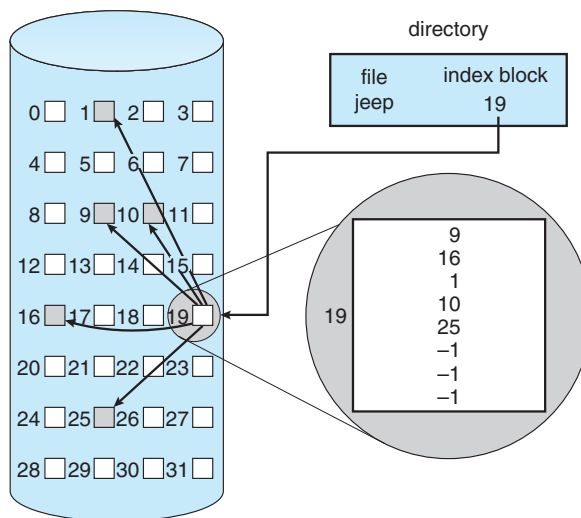 directory
file index block
jeep 19
0 1 2 3
4 5 6 7
8 9 10 11
12 13 14 15
16 17 18 19
20 21 22 23
24 25 26 27
28 29 30 31
19
9
16
1
10
25
–1
–1
–1